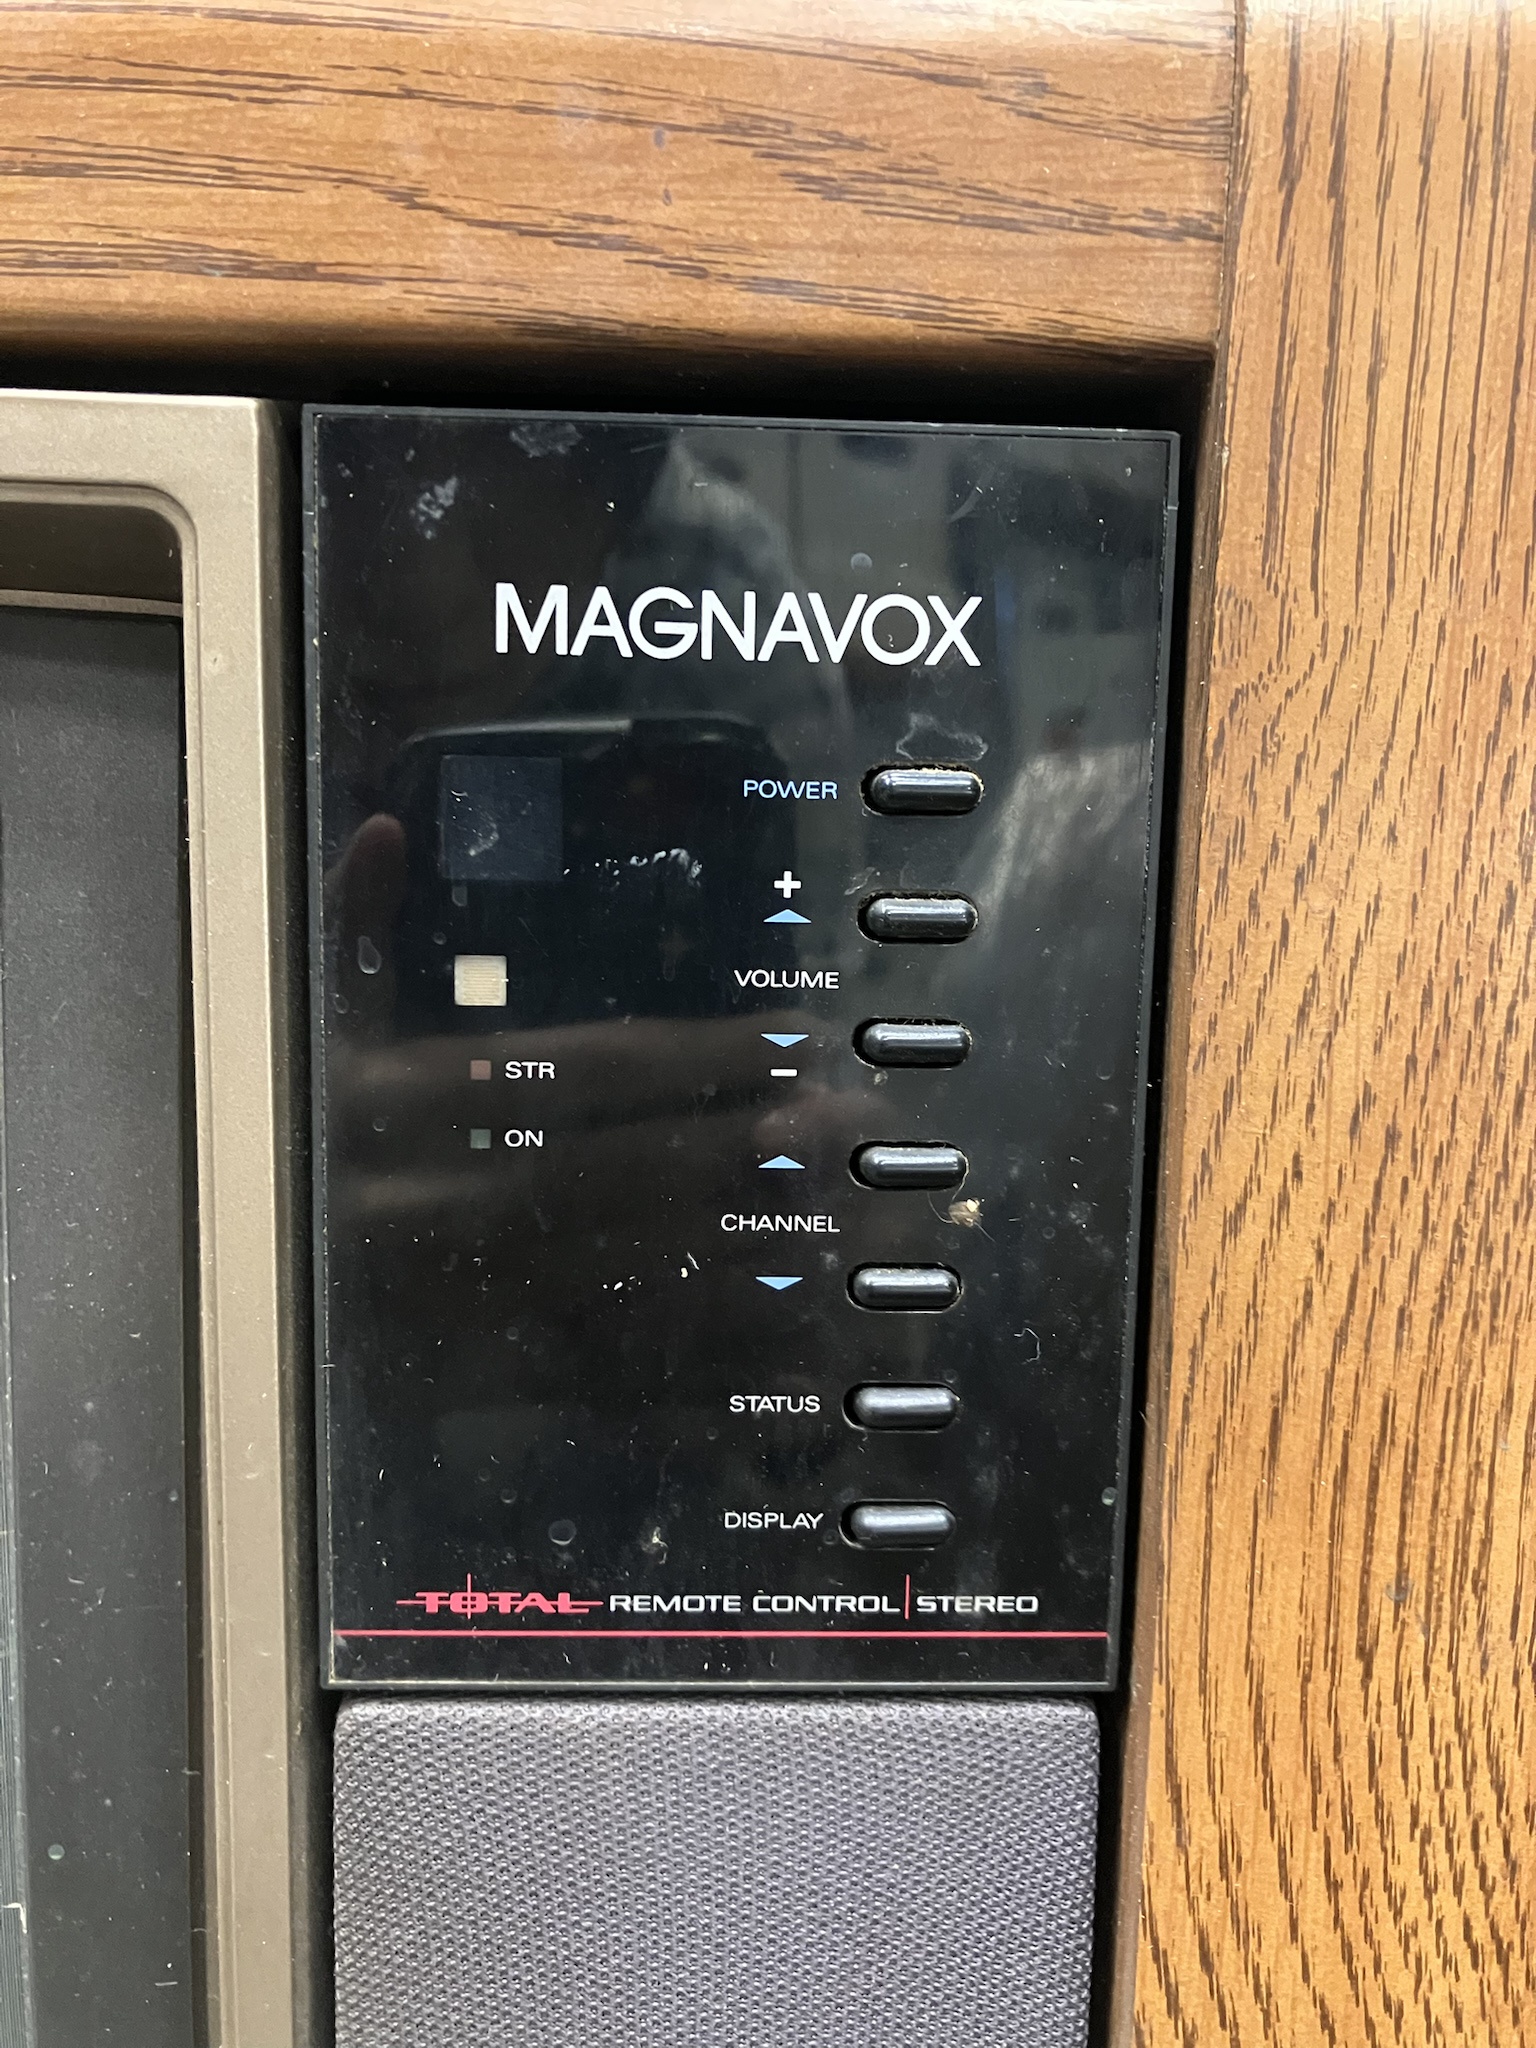 MAGNAVOX
POWER
+
VOLUME
STR
−
ON
CHANNEL
STATUS
DISPLAY
TOTAL REMOTE CONTROL | STEREO